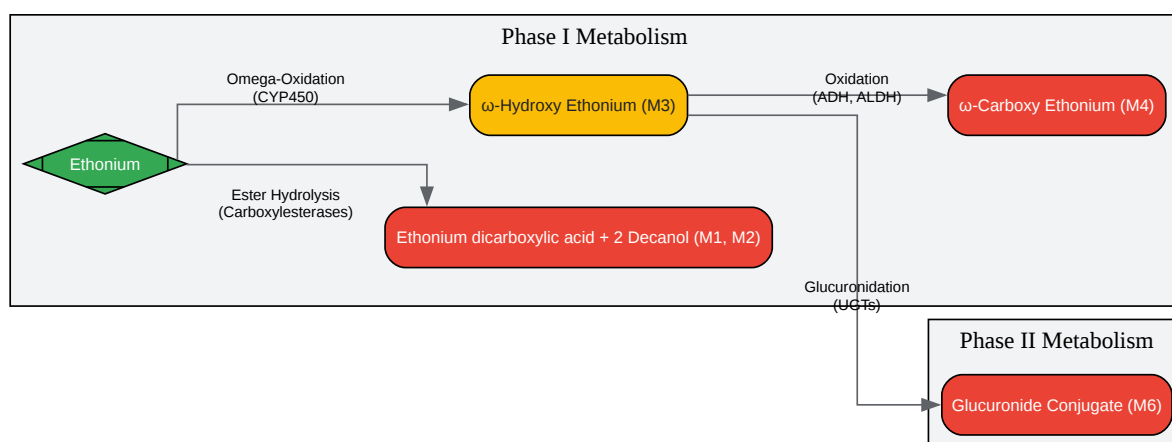 Phase I Metabolism
Omega-Oxidation
(CYP450)
Oxidation
(ADH, ALDH)
ω-Hydroxy Ethonium (M3)
ω-Carboxy Ethonium (M4)
Ethonium
Ester Hydrolysis
(Carboxylesterases)
Ethonium dicarboxylic acid + 2 Decanol (M1, M2)
Glucuronidation
(UGTs)
Phase II Metabolism
Glucuronide Conjugate (M6)